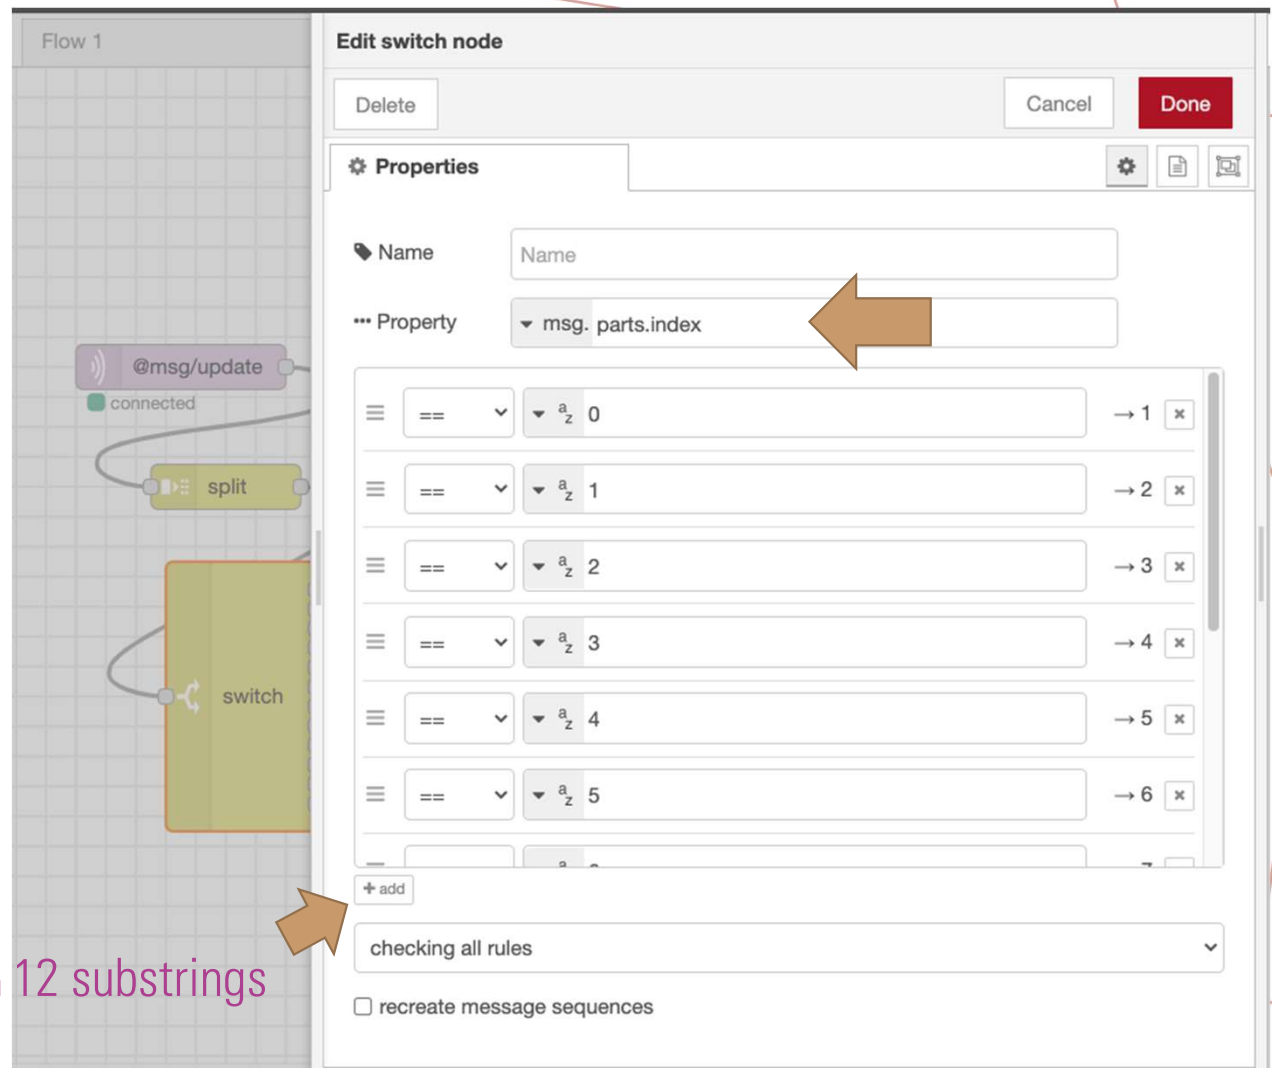 Flow 1
Edit switch node
Delete
Cancel
Done
Properties
Name
Name
Property
msg. parts.index
@msg/update
connected
== a z 0 → 1 ×
split
== a z 1 → 2 ×
== a z 2 → 3 ×
== a z 3 → 4 ×
switch
== a z 4 → 5 ×
== a z 5 → 6 ×
+ add
checking all rules
12 substrings
recreate message sequences